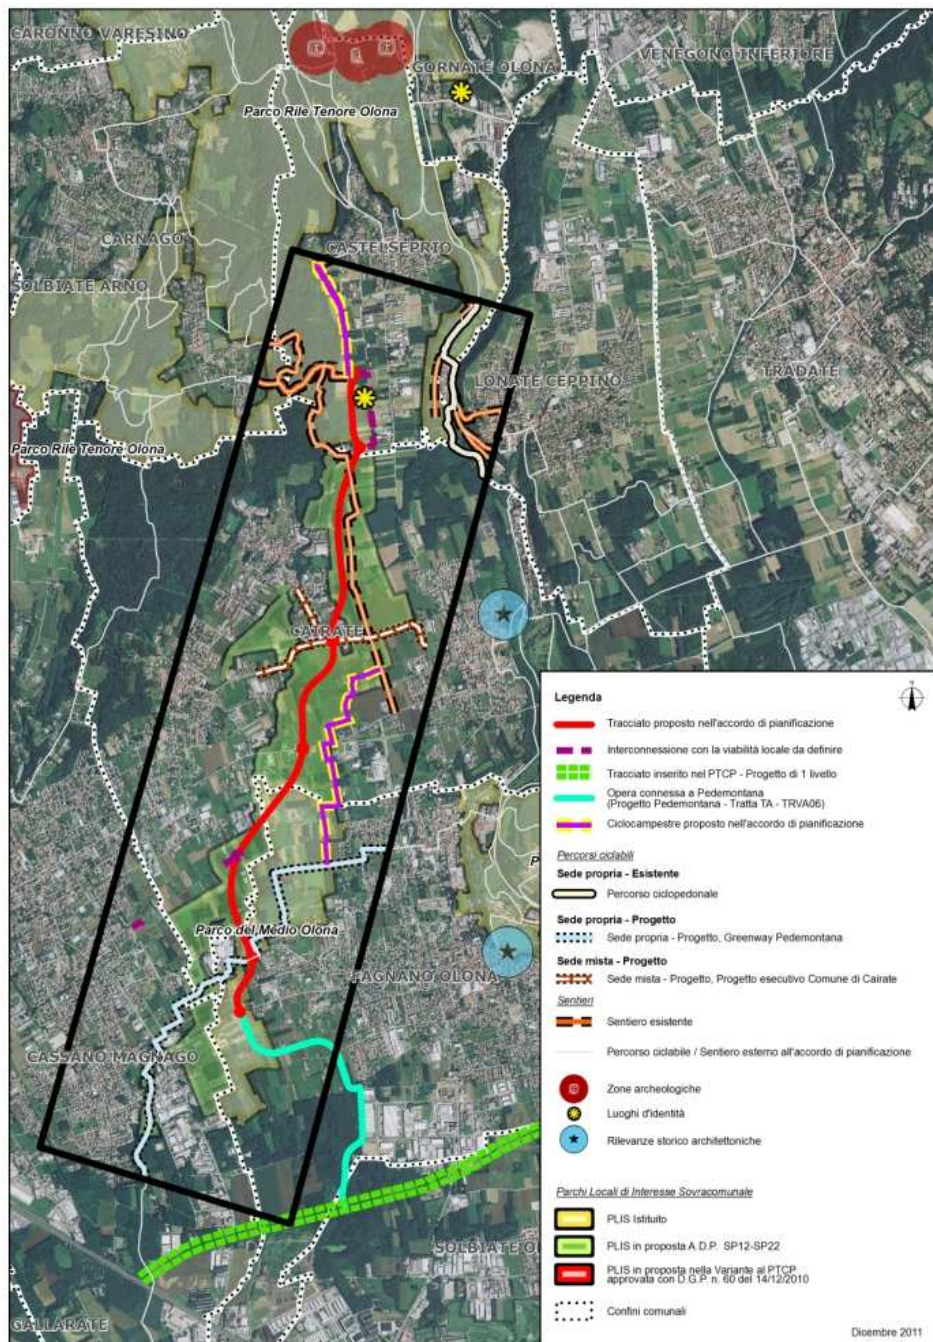 CARONNO VARESINO
VENEGONO INFERIORE
GORNATE OLONA
Parco Rile Tenore Olona
CARNAGO
CASTELSEPRIO
SOLBIATE ARNO
LONATE CEPPINO
TRADATE
Parco Rile Tenore Olona
CAIRATE
Parco del Medio Olona
FAGNANO OLONA
CASSANO MAGNAGO
SOLBIATE O
GALLARATE
P
Legenda
N
Tracciato proposto nell'accordo di pianificazione
Interconnessione con la viabilità locale da definire
Tracciato inserito nel PTCP - Progetto di 1 livello
Opera connessa a Pedemontana
(Progetto Pedemontana - Tratta TA - TRVA06)
Ciclocampestre proposto nell'accordo di pianificazione
Percorsi ciclabili
Sede propria - Esistente
Percorso ciclopedonale
Sede propria - Progetto
Sede propria - Progetto, Greenway Pedemontana
Sede mista - Progetto
Sede mista - Progetto, Progetto esecutivo Comune di Cairate
Sentieri
Sentiero esistente
Percorso ciclabile / Sentiero esterno all'accordo di pianificazione
Zone archeologiche
Luoghi d'identità
Rilevanze storico architettoniche
Parchi Locali di Interesse Sovracomunale
PLIS Istituito
PLIS in proposta A.D.P. SP12-SP22
PLIS in proposta nella Variante al PTCP
approvata con D.G.P. n. 60 del 14/12/2010
Confini comunali
Dicembre 2011